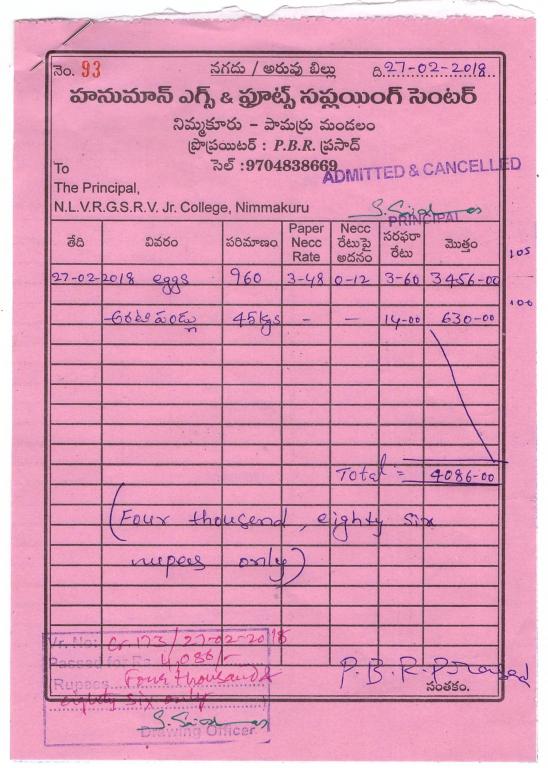 నెం. 93 నగదు / అరువు బిల్లు ది. 27-02-2018
హనుమాన్ ఎగ్స్ & ఫ్రూట్స్ సప్లయింగ్ సెంటర్
నిమ్మకూరు - పామర్రు మండలం
ప్రొప్రయిటర్ : P.B.R. ప్రసాద్
సెల్ :9704838669
ADMITTED & CANCELLED
To
The Principal,
PRINCIPAL
N.L.V.R.G.S.R.V. Jr. College, Nimmakuru
తేది వివరం పరిమాణం Paper Necc Rate Necc రేటుపై అదనం సరఫరా రేటు మొత్తం
105
27-02-2018 eggs 960 3-48 0-12 3-60 3456-00
100
అరటిపండ్లు 45kgs - - 14-00 630-00
Total = 4086-00
(Four thousand, eighty six
rupees only)
Vr. No: Cr 173/27-02-2018
Passed for Rs 4,086/-
Rupees Four thousand &
eighty six only
P. B. R. Prasad
సంతకం.
Drawing Officer